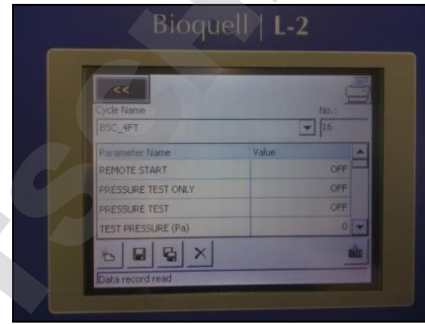 Bioquell | L-2
<<
Cycle Name No.:
BSC_4FT 16
Parameter Name Value
REMOTE START OFF
PRESSURE TEST ONLY OFF
PRESSURE TEST OFF
TEST PRESSURE (Pa) 0
Data record read